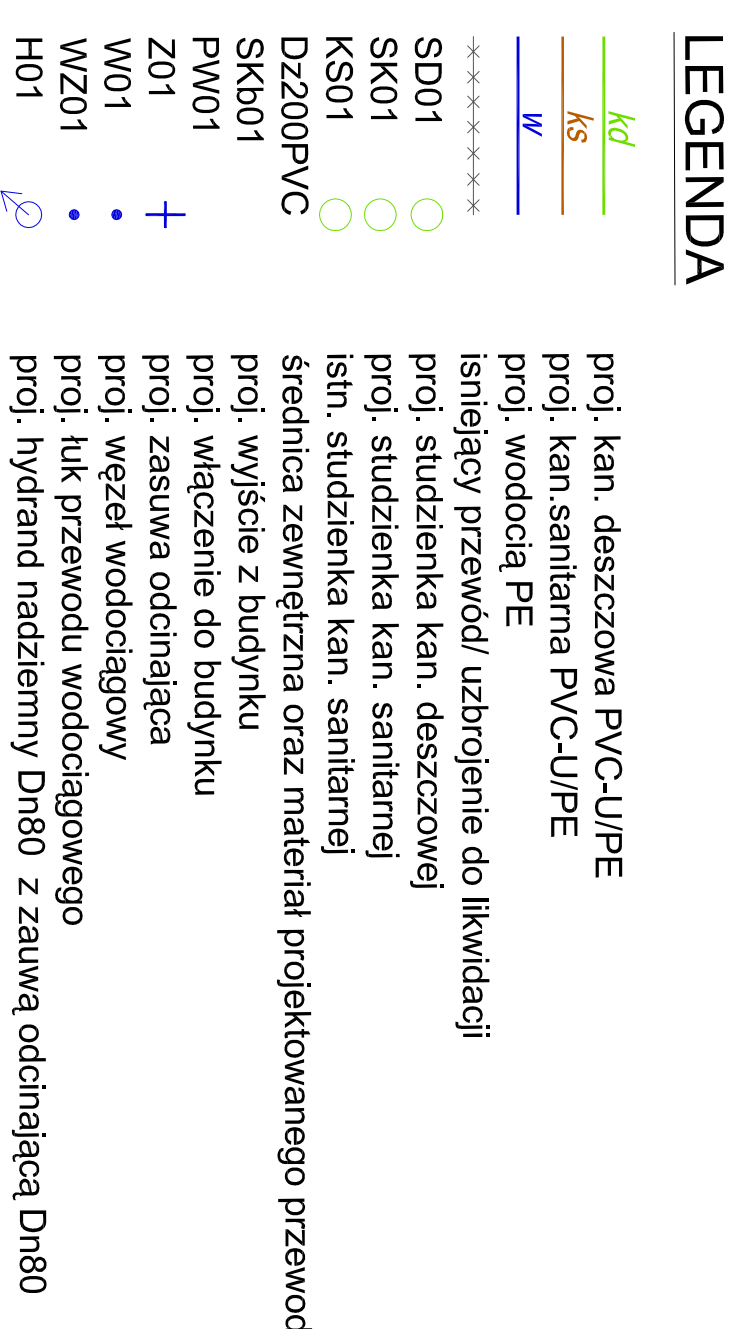 LEGENDA
kd proj. kan. deszczowa PVC-U/PE
ks proj. kan.sanitarna PVC-U/PE
w proj. wodocią PE
isniejący przewód/ uzbrojenie do likwidacji
SD01 proj. studzienka kan. deszczowej
SK01 proj. studzienka kan. sanitarnej
KS01 istn. studzienka kan. sanitarnej
Dz200PVC średnica zewnętrzna oraz materiał projektowanego przewod
SKb01 proj. wyjście z budynku
PW01 proj. włączenie do budynku
Z01 proj. zasuwa odcinająca
W01 proj. węzeł wodociągowy
WZ01 proj. łuk przewodu wodociągowego
H01 proj. hydrand nadziemny Dn80 z zauwą odcinającą Dn80